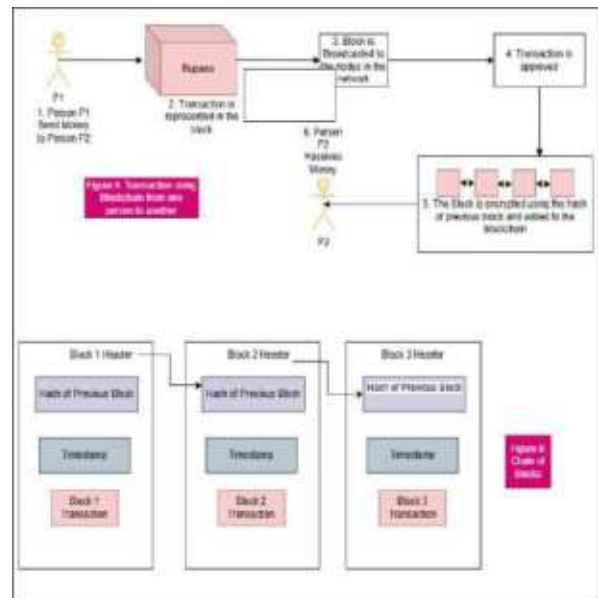 P1
1. Person P1
Send Money
to Person P2
Rupees
2. Transaction is
represented in the
block
3. Block is
Broadcasted to
the nodes in the
network
4. Transaction is
approved
5. The Block is encrypted using the hash
of previous block and added to the
blockchain
6. Person
P2
Receives
Money
P2
Transaction using
Blockchain from one
person to another
Block 1 Header
Hash of Previous Block
Timestamp
Block 1
Transaction
Block 2 Header
Hash of Previous Block
Timestamp
Block 2
Transaction
Block 3 Header
Hash of Previous Block
Timestamp
Block 3
Transaction
Chain of
Blocks